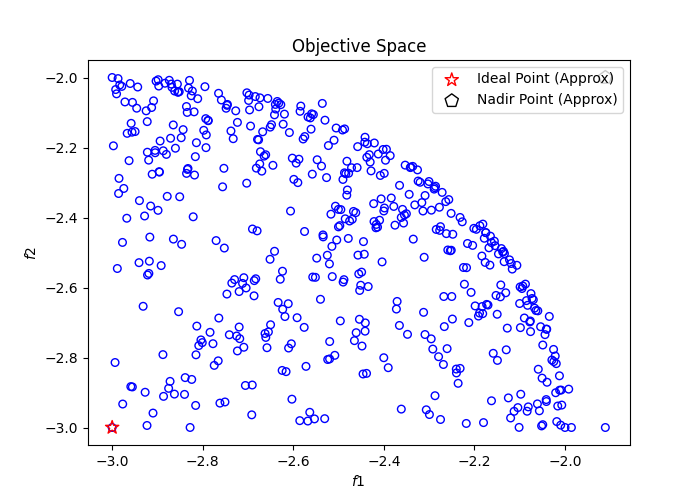 Objective Space
Ideal Point (Approx)
Nadir Point (Approx)
f2
−2.0
−2.2
−2.4
−2.6
−2.8
−3.0
−3.0
−2.8
−2.6
−2.4
−2.2
−2.0
f1